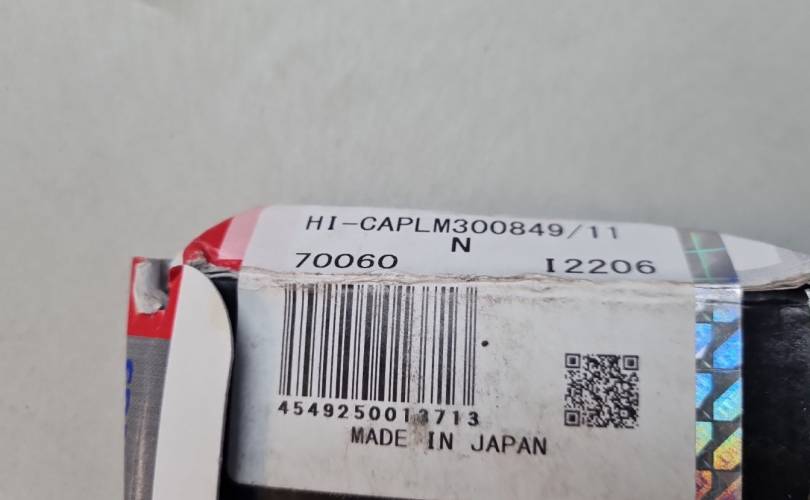 HI-CAPLM300849/11
N
70060 I2206
4549250013713
MADE IN JAPAN